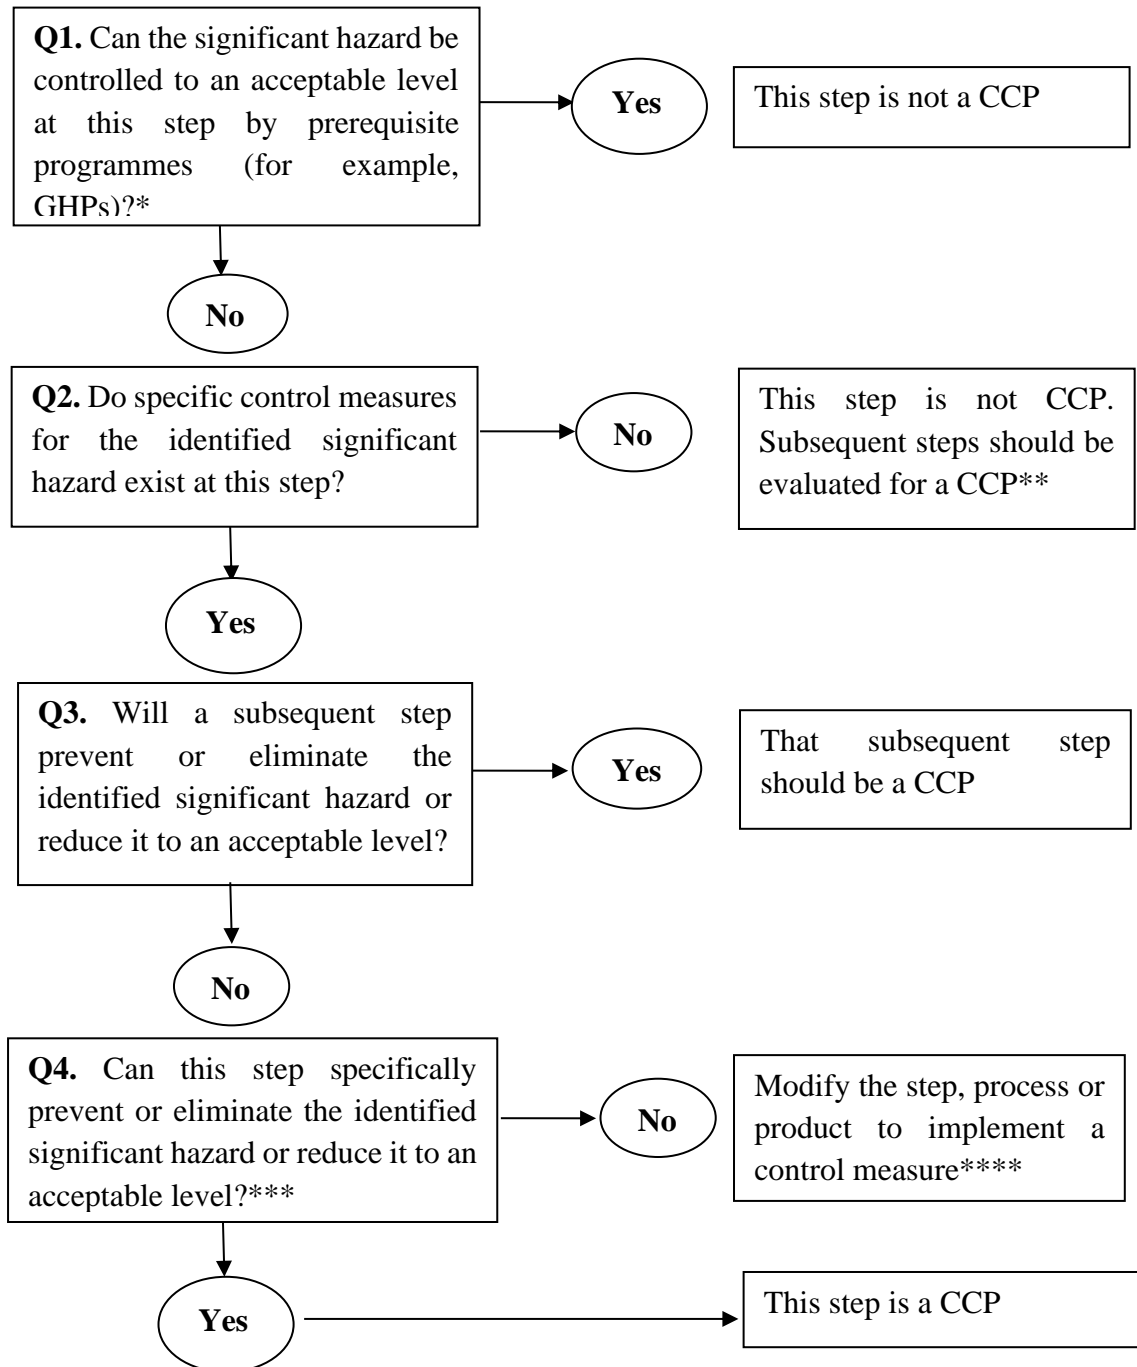 Q1. Can the significant hazard be
controlled to an acceptable level
at this step by prerequisite
programmes (for example,
GHPs)?*
Yes
This step is not a CCP
No
Q2. Do specific control measures
for the identified significant
hazard exist at this step?
No
This step is not CCP.
Subsequent steps should be
evaluated for a CCP**
Yes
Q3. Will a subsequent step
prevent or eliminate the
identified significant hazard or
reduce it to an acceptable level?
Yes
That subsequent step
should be a CCP
No
Q4. Can this step specifically
prevent or eliminate the identified
significant hazard or reduce it to an
acceptable level?***
No
Modify the step, process or
product to implement a
control measure****
Yes
This step is a CCP